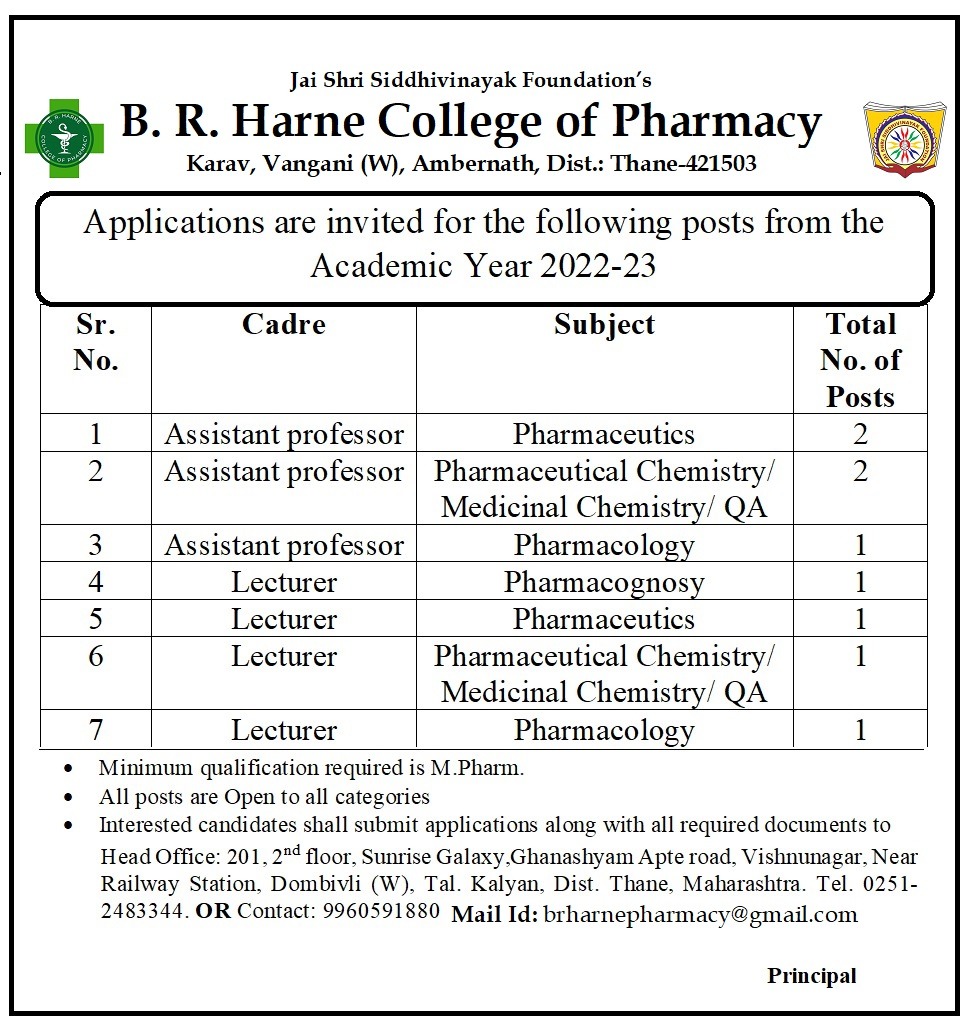 Jai Shri Siddhivinayak Foundation's
B. R. Harne College of Pharmacy
Karav, Vangani (W), Ambernath, Dist.: Thane-421503
B. R. HARNE
COLLEGE OF PHARMACY
JAI SHRI SIDDHIVINAYAK FOUNDATION
Applications are invited for the following posts from the
Academic Year 2022-23
Sr. No. Cadre Subject Total No. of Posts
1 Assistant professor Pharmaceutics 2
2 Assistant professor Pharmaceutical Chemistry/ 2
Medicinal Chemistry/ QA
3 Assistant professor Pharmacology 1
4 Lecturer Pharmacognosy 1
5 Lecturer Pharmaceutics 1
6 Lecturer Pharmaceutical Chemistry/ 1
Medicinal Chemistry/ QA
7 Lecturer Pharmacology 1
• Minimum qualification required is M.Pharm.
• All posts are Open to all categories
• Interested candidates shall submit applications along with all required documents to
Head Office: 201, 2nd floor, Sunrise Galaxy,Ghanashyam Apte road, Vishnunagar, Near
Railway Station, Dombivli (W), Tal. Kalyan, Dist. Thane, Maharashtra. Tel. 0251-
2483344. OR Contact: 9960591880 Mail Id: brharnepharmacy@gmail.com
Principal